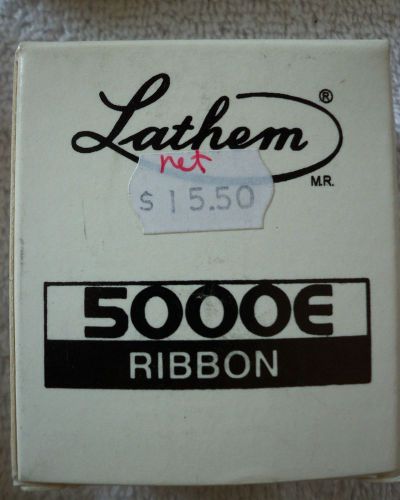 Lathem ®
M.R.
net
$ 15.50
5000E
RIBBON